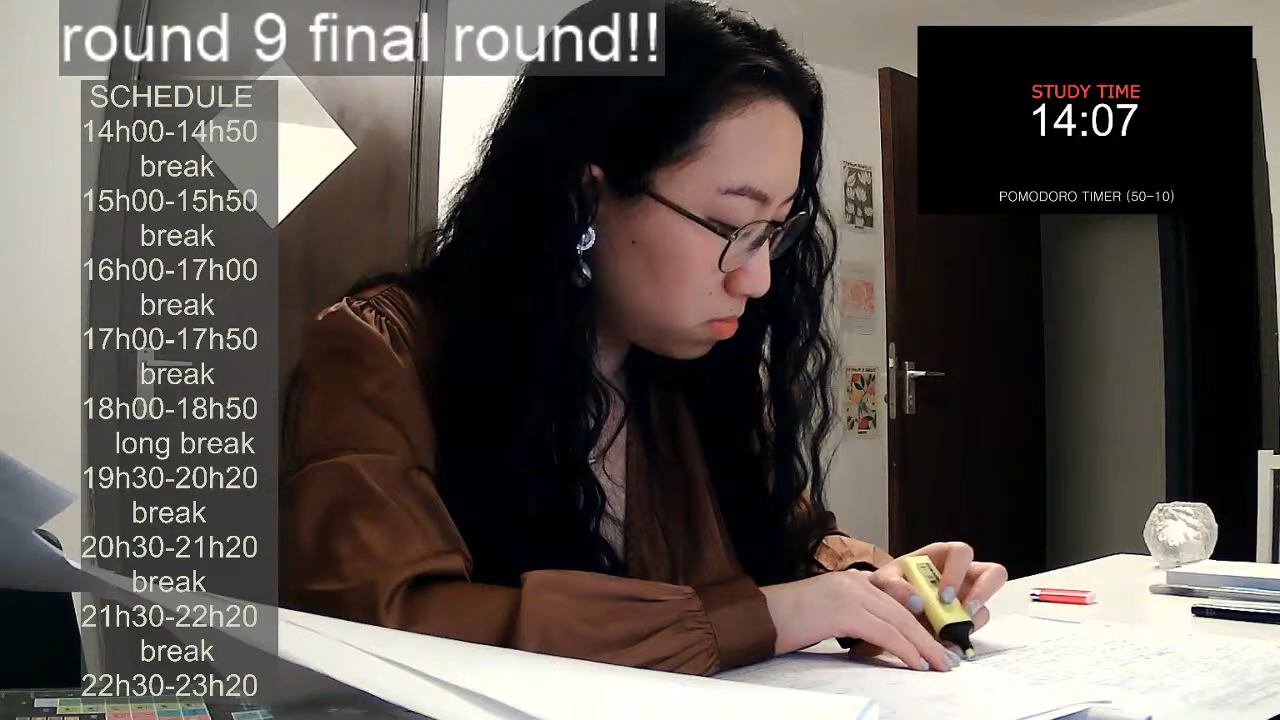 round 9 final round!!
SCHEDULE
14h00-14h50
break
15h00-15h50
break
16h00-17h00
break
17h00-17h50
break
18h00-18h50
long break
19h30-20h20
break
20h30-21h20
break
21h30-22h20
break
22h30-23h20
STUDY TIME
14:07
POMODORO TIMER (50-10)